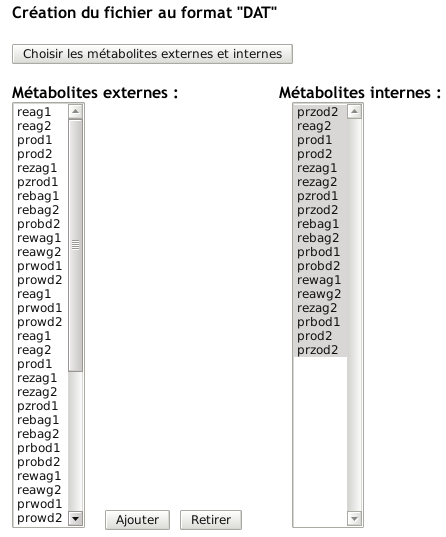 Création du fichier au format "DAT"
Choisir les métabolites externes et internes
Métabolites externes :
reag1
reag2
prod1
prod2
rezag1
pzrod1
rebag1
rebag2
probd2
rewag1
reawg2
prwod1
prowd2
reag1
prwod1
prowd2
reag1
reag2
prod1
rezag1
rezag2
pzrod1
rebag1
rebag2
prbod1
probd2
rewag1
reawg2
prwod1
prowd2
Ajouter
Retirer
Métabolites internes :
przod2
reag2
prod1
prod2
rezag1
rezag2
pzrod1
przod2
rebag1
rebag2
prbod1
probd2
rewag1
reawg2
rezag2
prbod1
prod2
przod2